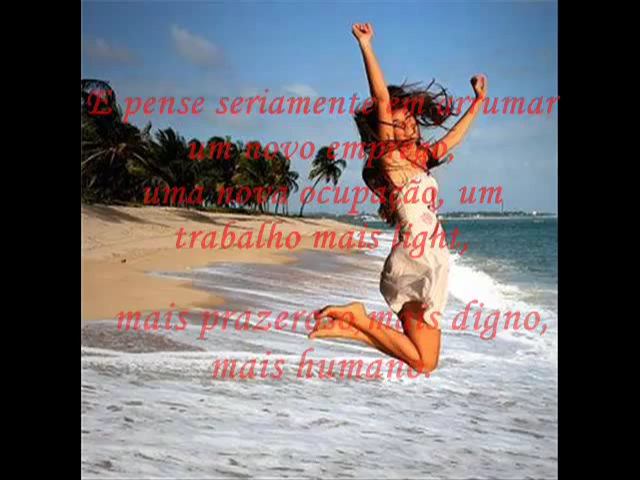 E pense seriamente em arrumar
um novo emprego,
uma nova ocupação, um
trabalho mais light,
mais prazeroso,mais digno,
mais humano.